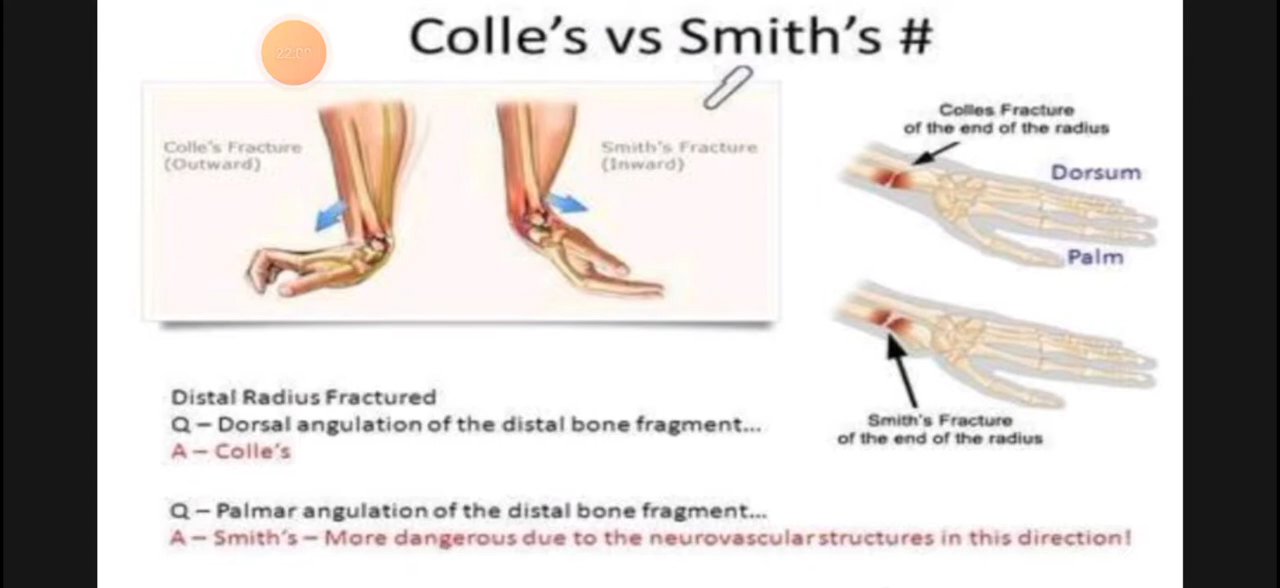 Colle's vs Smith's #
22:00
Colle's Fracture
(Outward)
Smith's Fracture
(Inward)
Colles Fracture
of the end of the radius
Dorsum
Palm
Smith's Fracture
of the end of the radius
Distal Radius Fractured
Q – Dorsal angulation of the distal bone fragment...
A – Colle's
Q – Palmar angulation of the distal bone fragment...
A – Smith's – More dangerous due to the neurovascular structures in this direction!